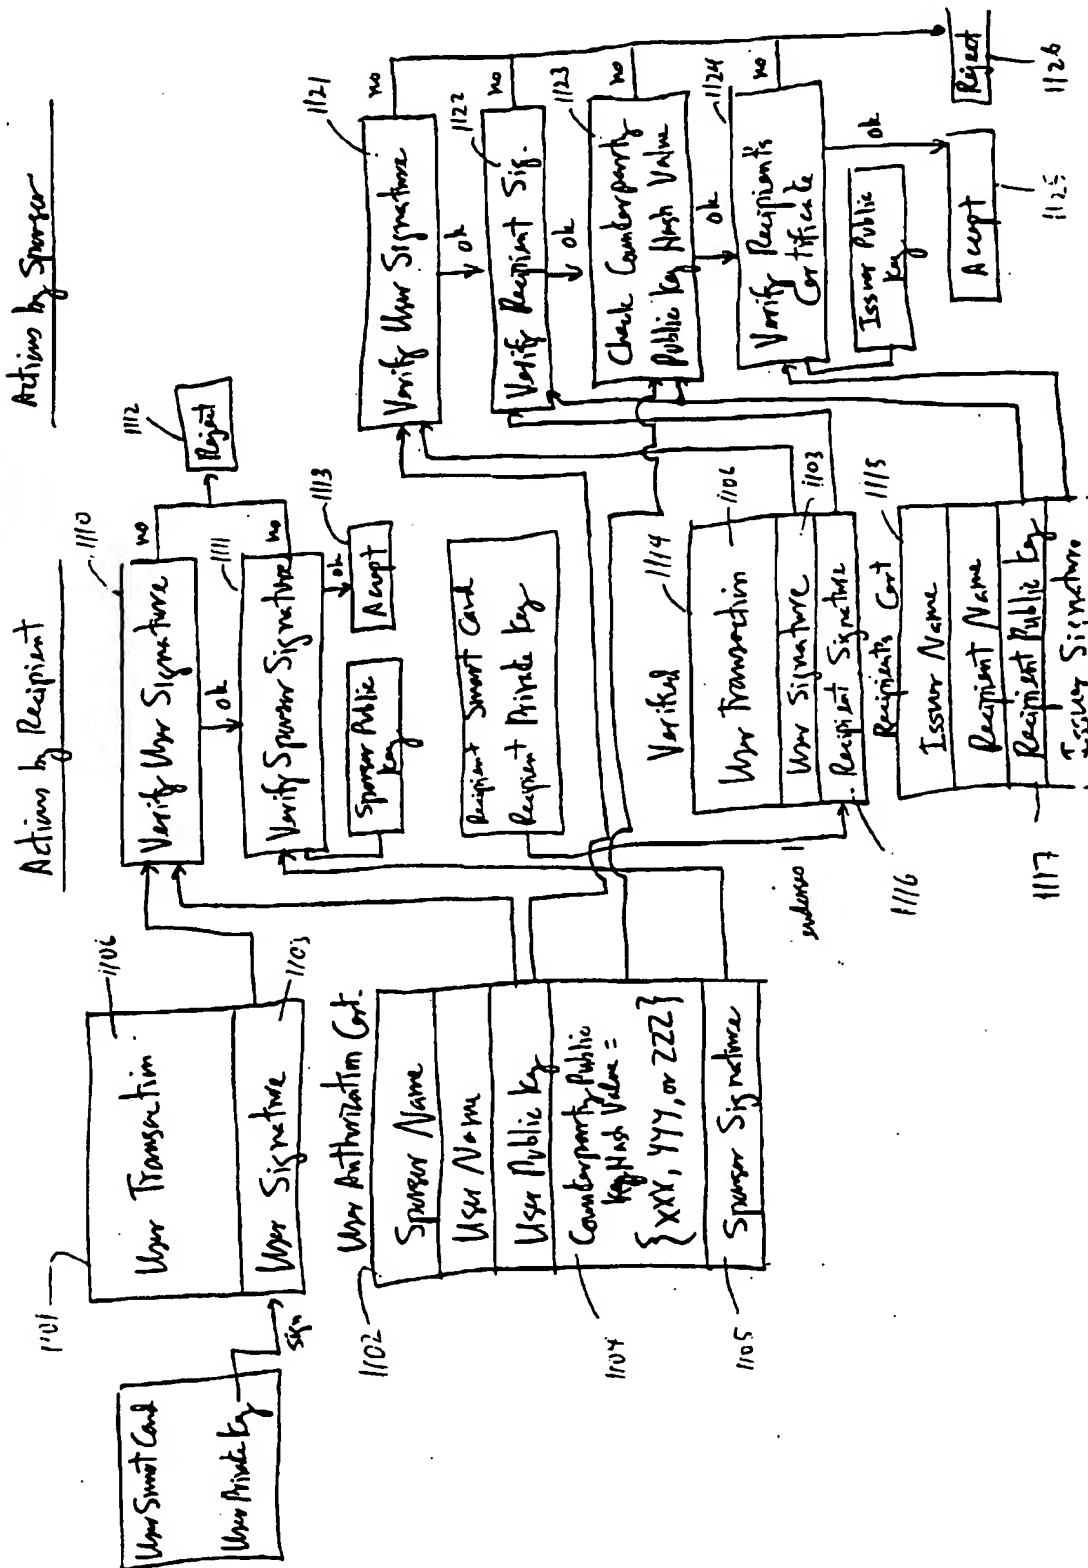 User Smart Card
User Private Key
sign
1101
User Transaction
1106
User Signature
1103
User Authorization Cert.
1102
Sponsor Name
User Name
User Public Key
Counterparty Public
Key Hash Value =
{XXX, YYY, or ZZZ}
1104
Sponsor Signature
1105
Actions by Recipient
Verify User Signature
1110
no
ok
Verify Sponsor Signature
1111
no
ok
Reject
1112
Accept
1113
Sponsor Public
Key
Recipient Smart Card
Recipient Private Key
Verified
1114
User Transaction
1106
User Signature
1103
Recipient Signature
1116
Recipients Cert
1115
Issuer Name
Recipient Name
Recipient Public Key
1117
Issuer Signature
Actions by Sponsor
Verify User Signature
1121
no
ok
Verify Recipient Sig.
1122
no
ok
Check Counterparty
Public Key Hash Value
1123
no
ok
Verify Recipient's
Certificate
1124
no
ok
Issuer Public
Key
Accept
1125
Reject
1126